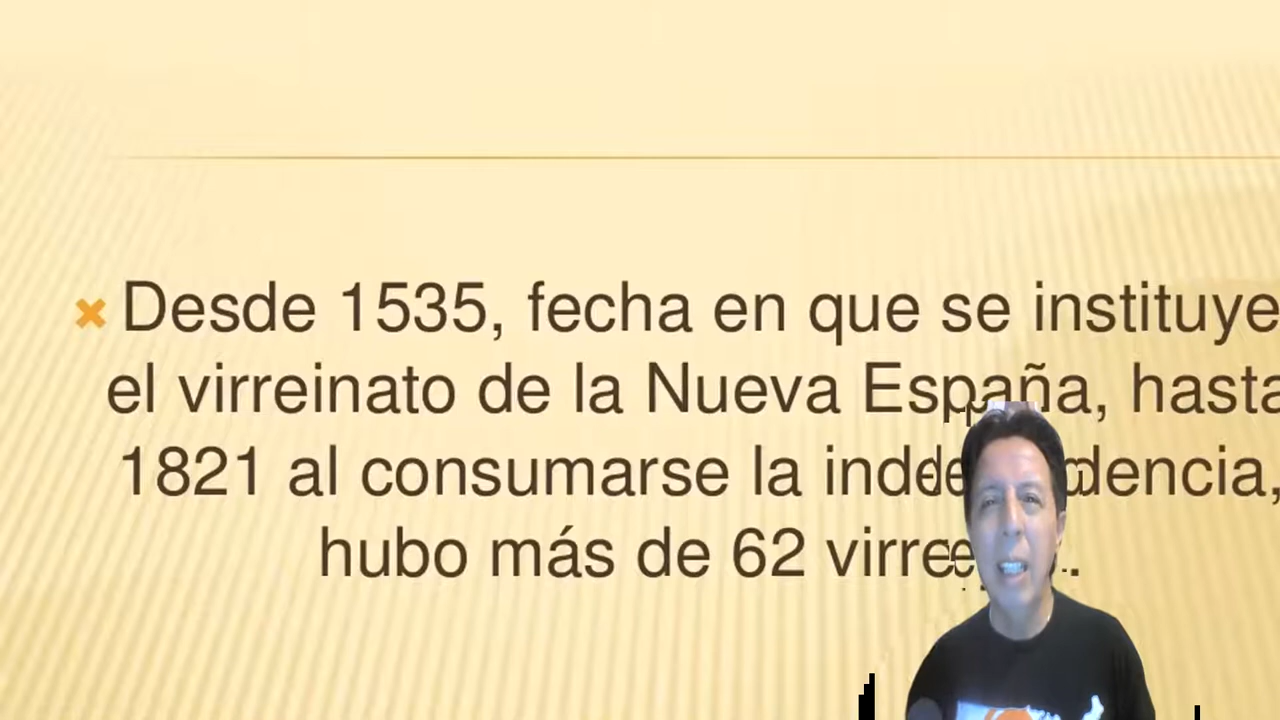 Desde 1535, fecha en que se instituye
el virreinato de la Nueva España, hasta
1821 al consumarse la independencia,
hubo más de 62